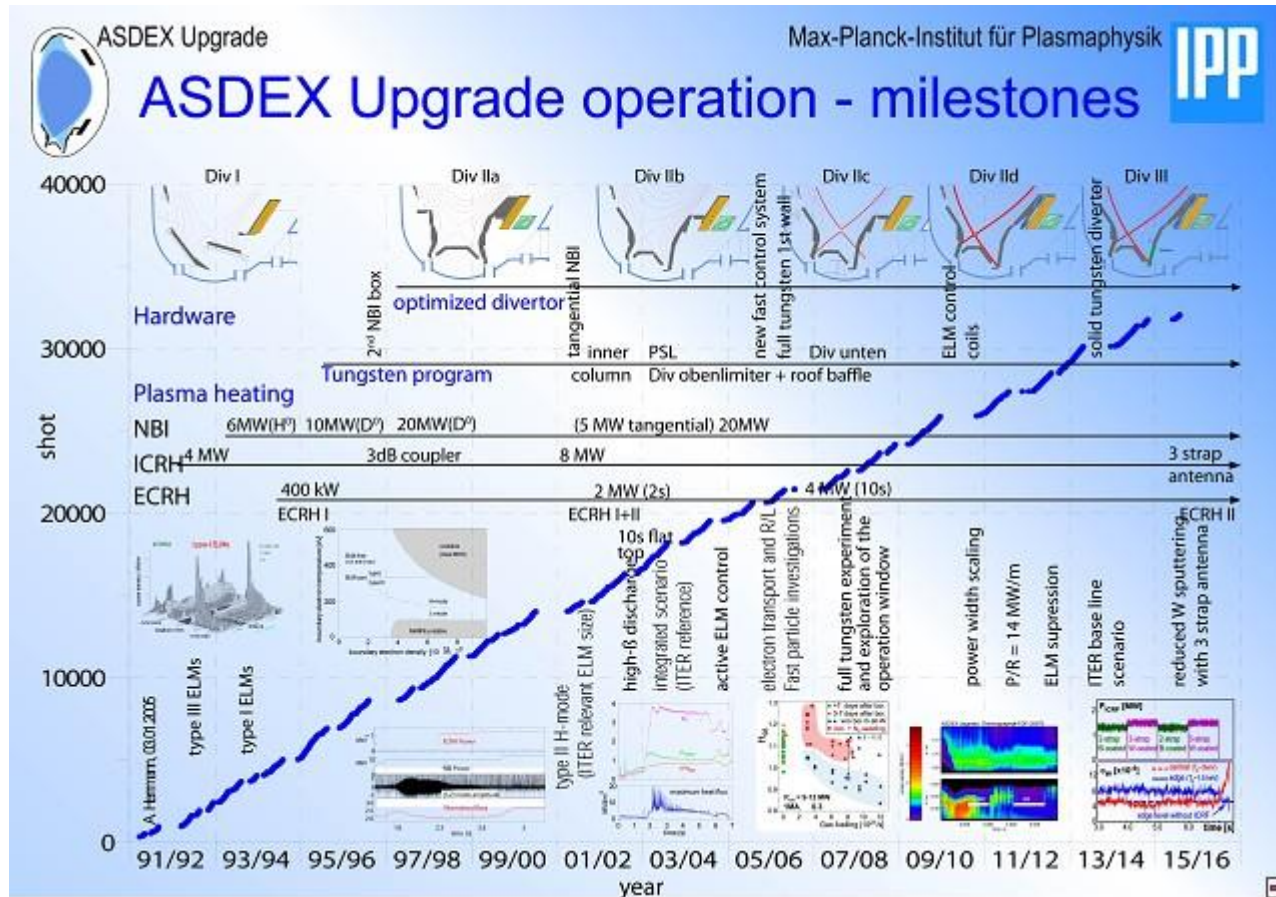 ASDEX Upgrade
Max-Planck-Institut für Plasmaphysik
IPP
ASDEX Upgrade operation - milestones
40000
30000
20000
10000
0
shot
Div I
Div IIa
Div IIb
Div IIc
Div IId
Div III
2nd NBI box
tangential NBI
new fast control system
full tungsten 1st wall
ELM control
coils
solid tungsten divertor
Hardware
optimized divertor
inner
PSL
Div unten
Tungsten program
column
Div obenlimiter + roof baffle
Plasma heating
NBI
6MW(H⁰)
10MW(D⁰)
20MW(D⁰)
(5 MW tangential) 20MW
ICRH
4 MW
3dB coupler
8 MW
3 strap
antenna
ECRH
400 kW
2 MW (2s)
4 MW (10s)
ECRH I
ECRH I+II
ECRH II
A Herrmann, 03.01.2005
type III ELMs
type I ELMs
type II H-mode
(ITER relevant ELM size)
10s flat
top
high-ß discharge
integrated scenario
(ITER reference)
active ELM control
electron transport and R/L
Fast particle investigations
full tungsten experiment
and exploration of the
operation window
power width scaling
P/R = 14 MW/m
ELM supression
ITER base line
scenario
reduced W sputtering
with 3 strap antenna
time [s]
91/92
93/94
95/96
97/98
99/00
01/02
03/04
05/06
07/08
09/10
11/12
13/14
15/16
year